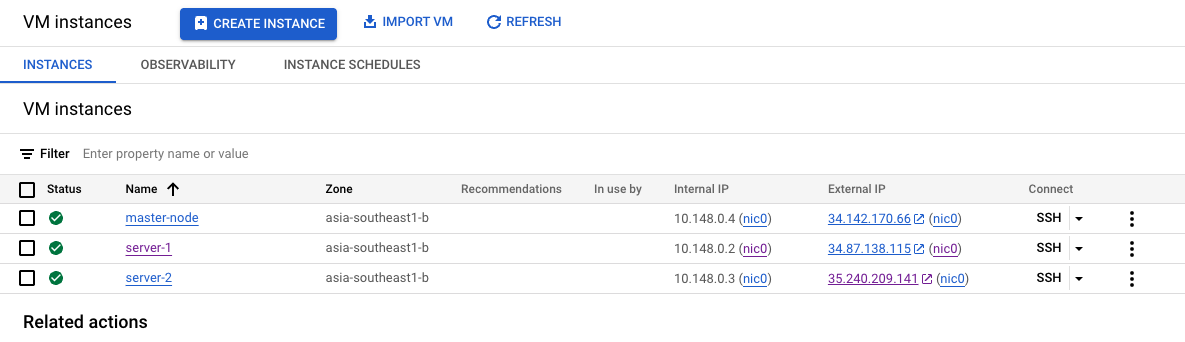 VM instances CREATE INSTANCE IMPORT VM REFRESH
INSTANCES OBSERVABILITY INSTANCE SCHEDULES
VM instances
Filter Enter property name or value
Status Name Zone Recommendations In use by Internal IP External IP Connect
master-node asia-southeast1-b 10.148.0.4 (nic0) 34.142.170.66 (nic0) SSH
server-1 asia-southeast1-b 10.148.0.2 (nic0) 34.87.138.115 (nic0) SSH
server-2 asia-southeast1-b 10.148.0.3 (nic0) 35.240.209.141 (nic0) SSH
Related actions